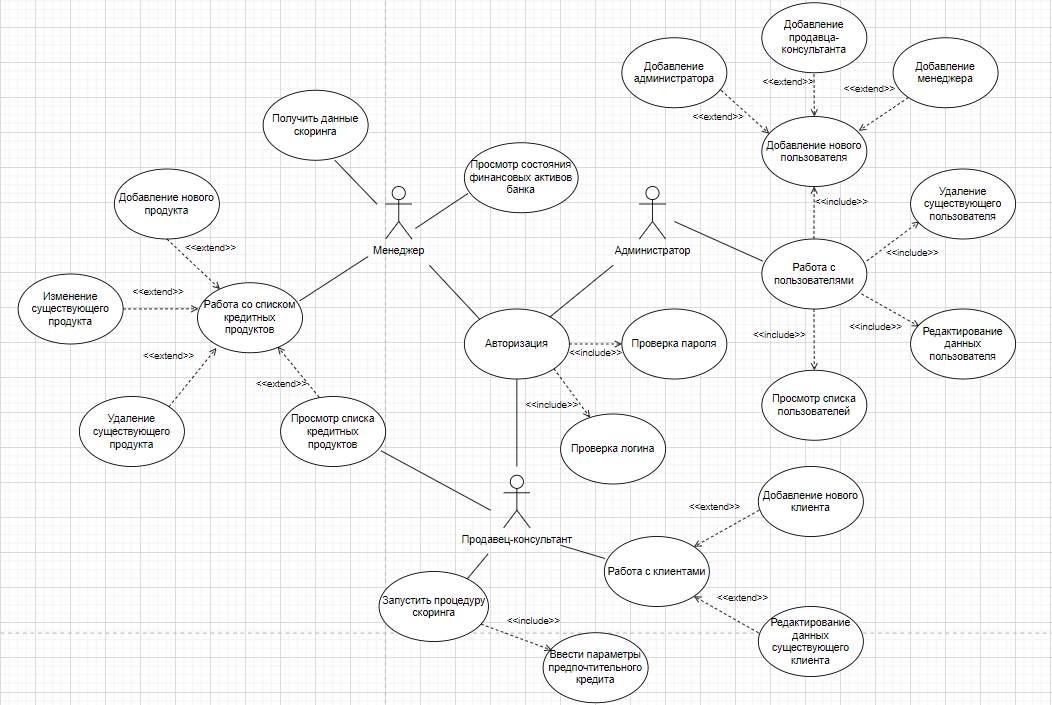 Добавление
продавца-
консультанта
Добавление
администратора
Добавление
менеджера
<<extend>>
<<extend>>
<<extend>>
Добавление нового
пользователя
Получить данные
скоринга
Просмотр состояния
финансовых активов
банка
Добавление нового
продукта
Менеджер
Администратор
<<include>>
Удаление
существующего
пользователя
<<extend>>
<<include>>
Работа с
пользователями
Изменение
существующего
продукта
<<extend>>
Работа со списком
кредитных
продуктов
<<include>>
<<include>>
Редактирование
данных
пользователя
Авторизация
<<include>>
Проверка пароля
<<extend>>
<<extend>>
<<include>>
Просмотр списка
пользователей
Удаление
существующего
продукта
Просмотр списка
кредитных
продуктов
Проверка логина
Продавец-консультант
<<extend>>
Добавление нового
клиента
Работа с клиентами
Запустить процедуру
скоринга
<<include>>
<<extend>>
Редактирование
данных
существующего
клиента
Ввести параметры
предпочтительного
кредита